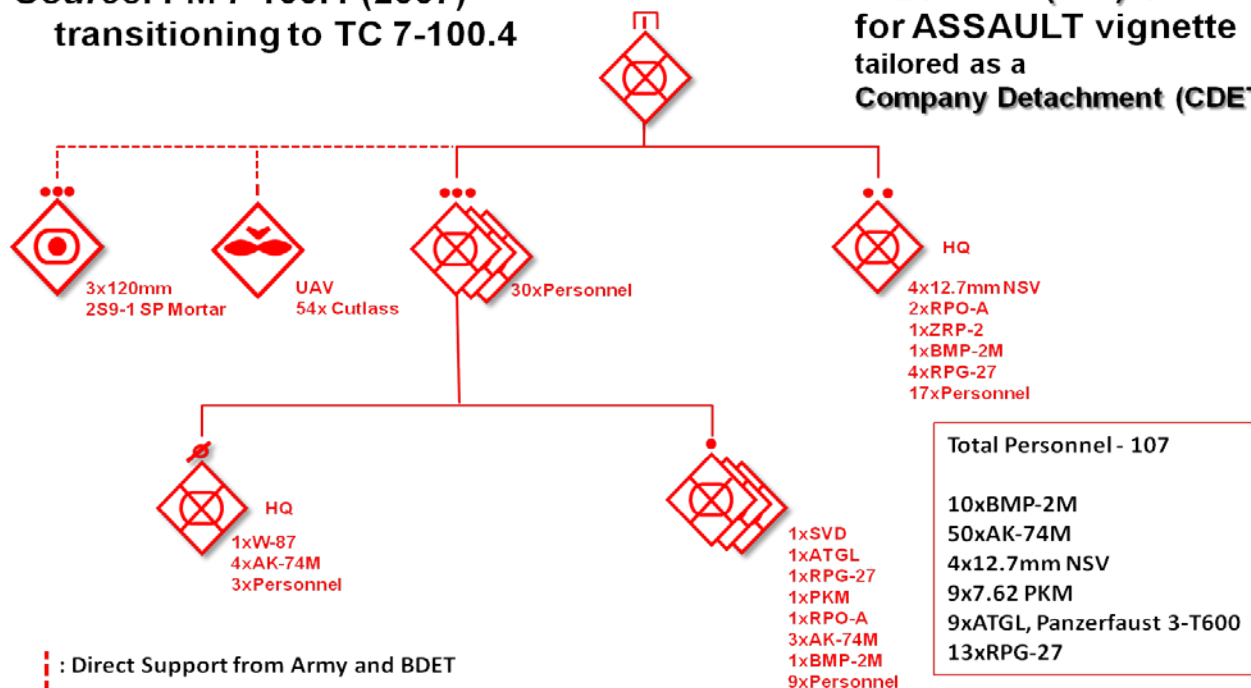 transitioning to TC 7-100.4
for ASSAULT vignette
tailored as a
Company Detachment (CDET
3x120mm
2S9-1 SP Mortar
UAV
54x Cutlass
30xPersonnel
HQ
4x12.7mm NSV
2xRPO-A
1xZRP-2
1xBMP-2M
4xRPG-27
17xPersonnel
HQ
1xW-87
4xAK-74M
3xPersonnel
1xSVD
1xATGL
1xRPG-27
1xPKM
1xRPO-A
3xAK-74M
1xBMP-2M
9xPersonnel
Total Personnel - 107
10xBMP-2M
50xAK-74M
4x12.7mm NSV
9x7.62 PKM
9xATGL, Panzerfaust 3-T600
13xRPG-27
: Direct Support from Army and BDET